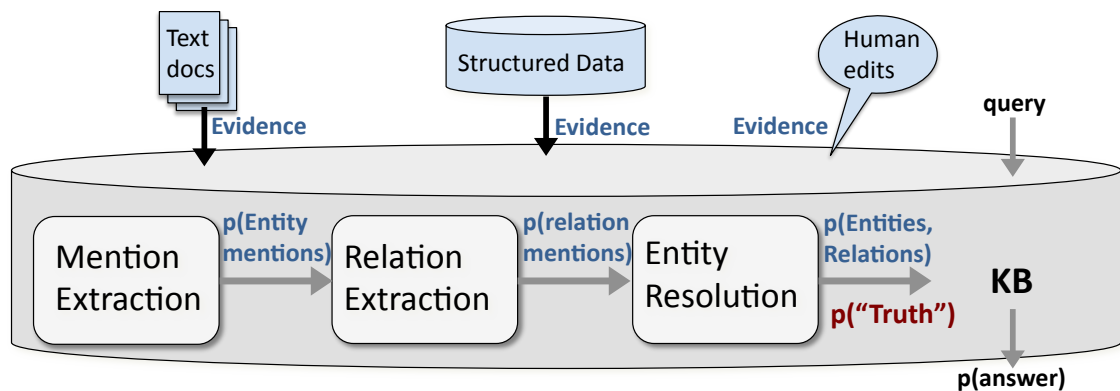 Text
docs
Structured Data
Human
edits
Evidence
Evidence
Evidence
query
Mention
Extraction
p(Entity
mentions)
Relation
Extraction
p(relation
mentions)
Entity
Resolution
p(Entities,
Relations)
p(“Truth”)
KB
p(answer)